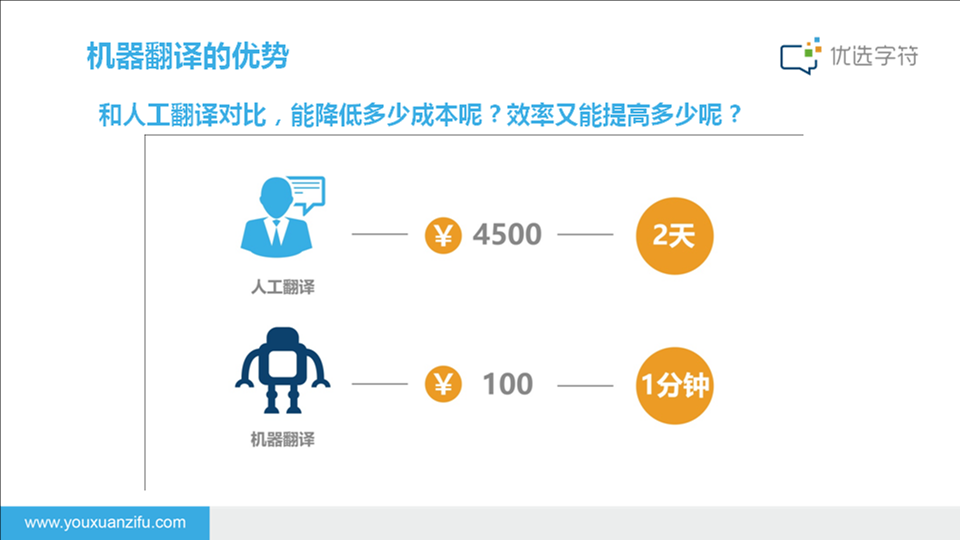 机器翻译的优势
优选字符
和人工翻译对比，能降低多少成本呢？效率又能提高多少呢？
人工翻译
¥ 4500
2天
机器翻译
¥ 100
1分钟
www.youxuanzifu.com